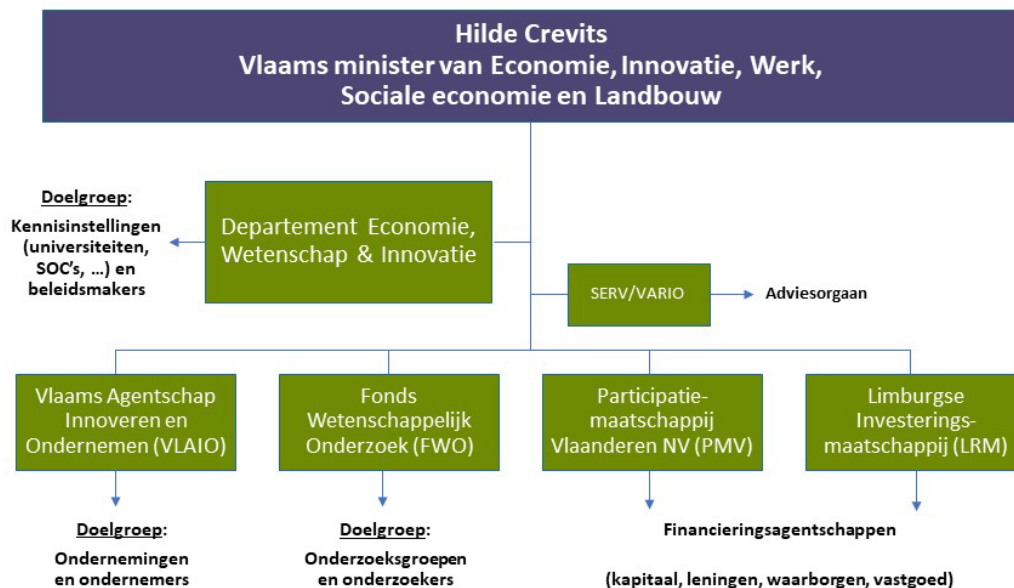 Hilde Crevits
Vlaams minister van Economie, Innovatie, Werk,
Sociale economie en Landbouw
Doelgroep:
Kennisinstellingen
(universiteiten,
SOC's, …) en
beleidsmakers
Departement Economie,
Wetenschap & Innovatie
SERV/VARIO
Adviesorgaan
Vlaams Agentschap
Innoveren en
Ondernemen (VLAIO)
Fonds
Wetenschappelijk
Onderzoek (FWO)
Participatie-
maatschappij
Vlaanderen NV (PMV)
Limburgse
Investerings-
maatschappij (LRM)
Doelgroep:
Ondernemingen
en ondernemers
Doelgroep:
Onderzoeksgroepen
en onderzoekers
Financieringsagentschappen
(kapitaal, leningen, waarborgen, vastgoed)